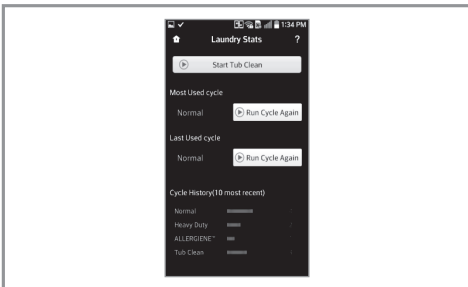 1:34 PM
Laundry Stats ?
Start Tub Clean
Most Used cycle
Normal Run Cycle Again
Last Used cycle
Normal Run Cycle Again
Cycle History(10 most recent)
Normal
Heavy Duty
ALLERGIENE™
Tub Clean